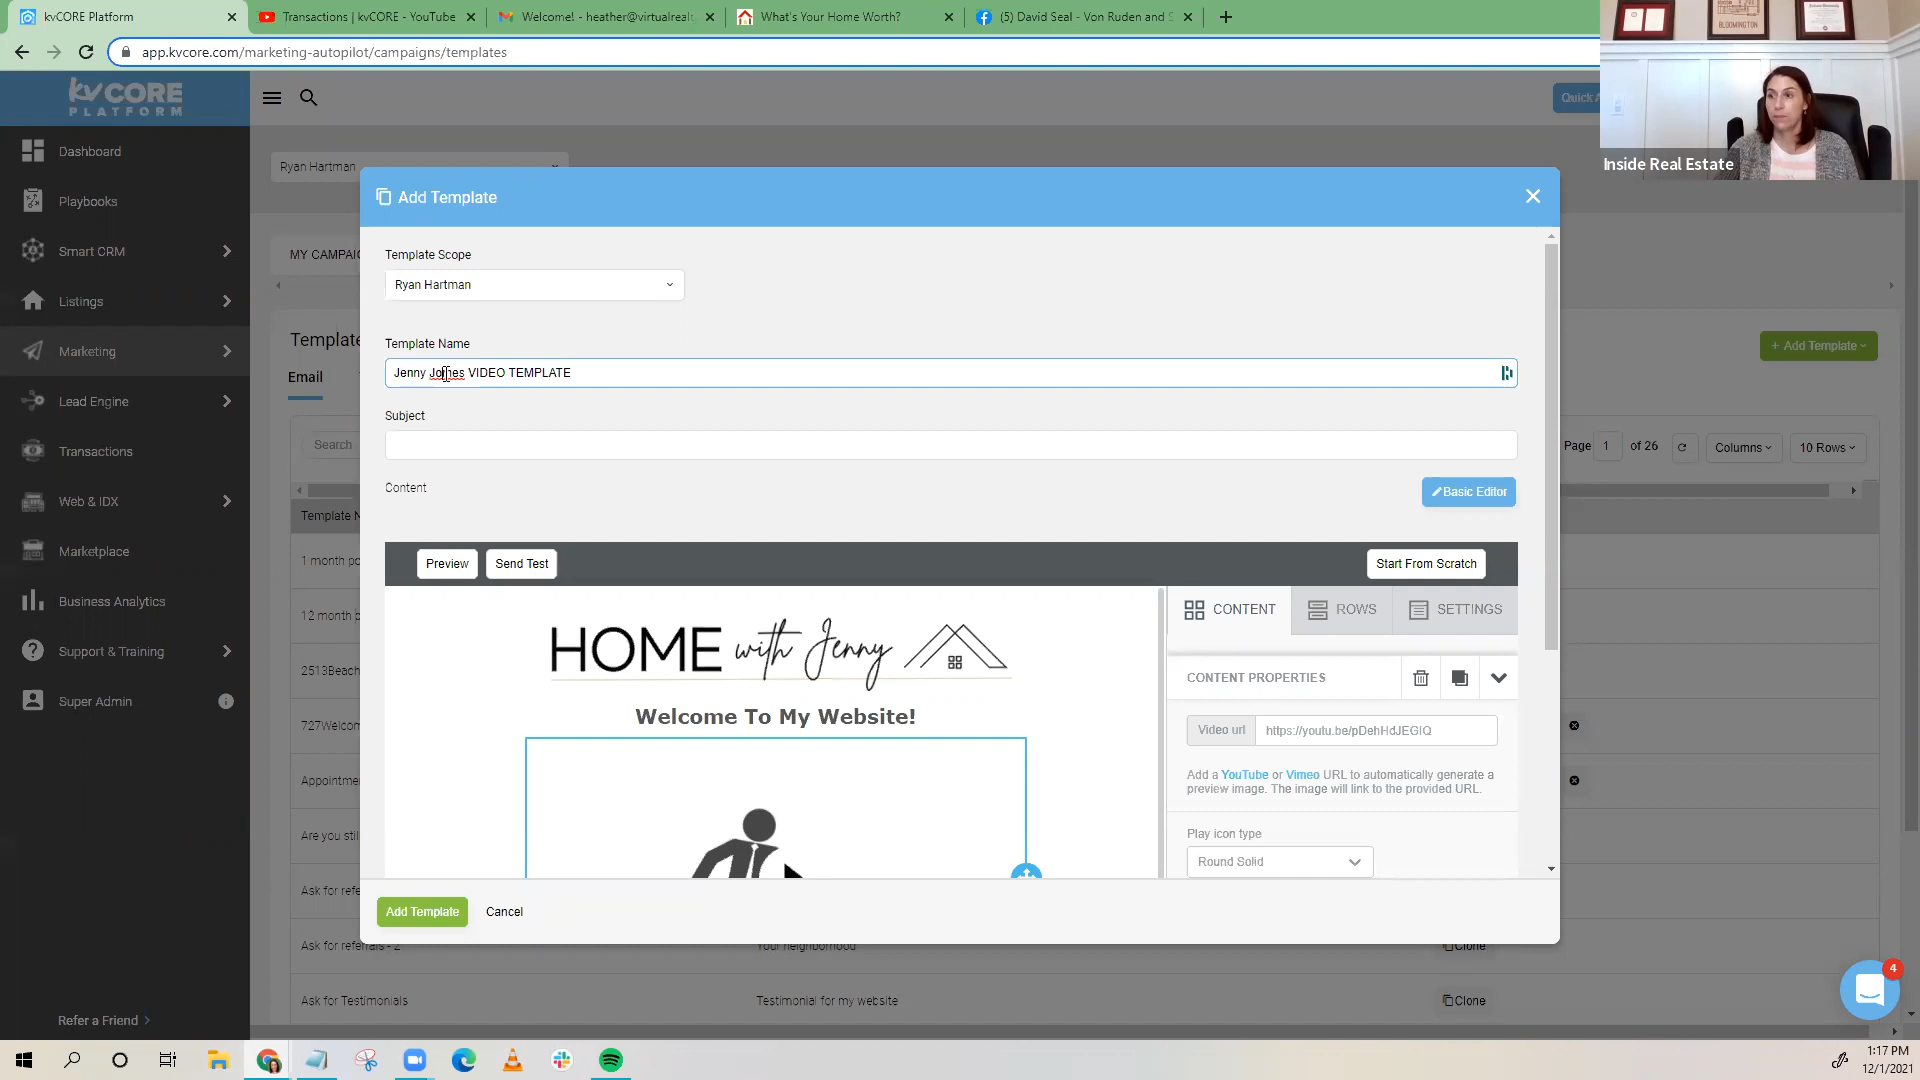 kvCORE Platform
Transactions | kvCORE - YouTube
Welcome! - heather@virtualrealt
What's Your Home Worth?
(5) David Seal - Von Ruden and S
app.kvcore.com/marketing-autopilot/campaigns/templates
BLOOMINGTON
Inside Real Estate
kvCORE
PLATFORM
Quick A
Dashboard
Playbooks
Smart CRM
Listings
Marketing
Lead Engine
Transactions
Web & IDX
Marketplace
Business Analytics
Support & Training
Super Admin
Refer a Friend
Ryan Hartman
MY CAMPAI
Template
Email
Search
Template N
1 month po
12 month p
2513Beach
727Welcom
Appointme
Are you stil
Ask for refe
Ask for referrals - 2
Your neighborhood
Clone
Ask for Testimonials
Testimonial for my website
Clone
+ Add Template
Page 1 of 26
Columns
10 Rows
Add Template
Template Scope
Ryan Hartman
Template Name
Jenny VIDEO TEMPLATE
Subject
Content
Basic Editor
Preview
Send Test
Start From Scratch
HOME with Jenny
Welcome To My Website!
CONTENT
ROWS
SETTINGS
CONTENT PROPERTIES
Video url
https://youtu.be/pDehHdJEGIQ
Add a YouTube or Vimeo URL to automatically generate a
preview image. The image will link to the provided URL.
Play icon type
Round Solid
Add Template
Cancel
4
1:17 PM
12/1/2021